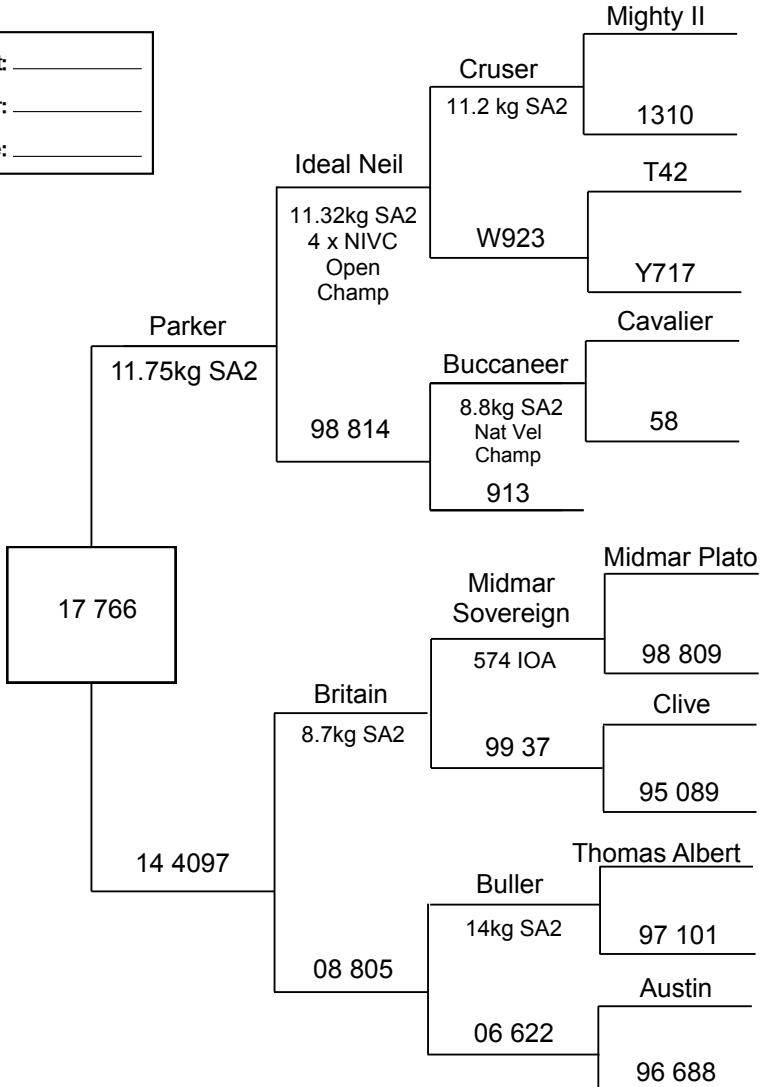 Mighty II
Cruser
11.2 kg SA2
1310
Ideal Neil
T42
11.32kg SA2
4 x NIVC
Open
Champ
W923
Y717
Parker
Cavalier
11.75kg SA2
Buccaneer
98 814
8.8kg SA2
Nat Vel
Champ
58
913
17 766
Midmar Plato
Midmar
Sovereign
574 IOA
98 809
Britain
Clive
8.7kg SA2
99 37
95 089
14 4097
Thomas Albert
Buller
14kg SA2
97 101
08 805
Austin
06 622
96 688